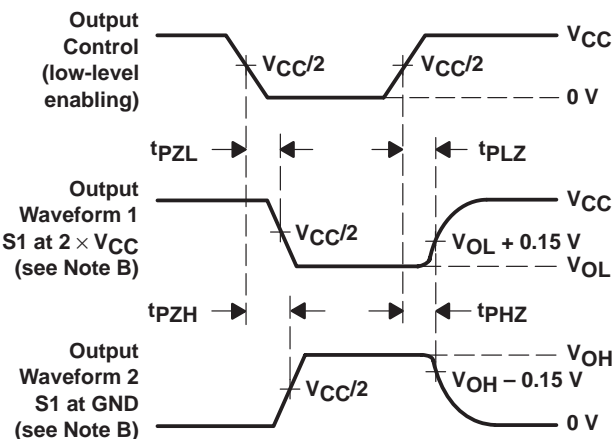 Output
Control
(low-level
enabling)
VCC/2
VCC/2
VCC
0 V
tPZL
tPLZ
Output
Waveform 1
S1 at 2 × VCC
(see Note B)
VCC/2
VCC
VOL + 0.15 V
VOL
tPZH
tPHZ
Output
Waveform 2
S1 at GND
(see Note B)
VCC/2
VOH
VOH − 0.15 V
0 V